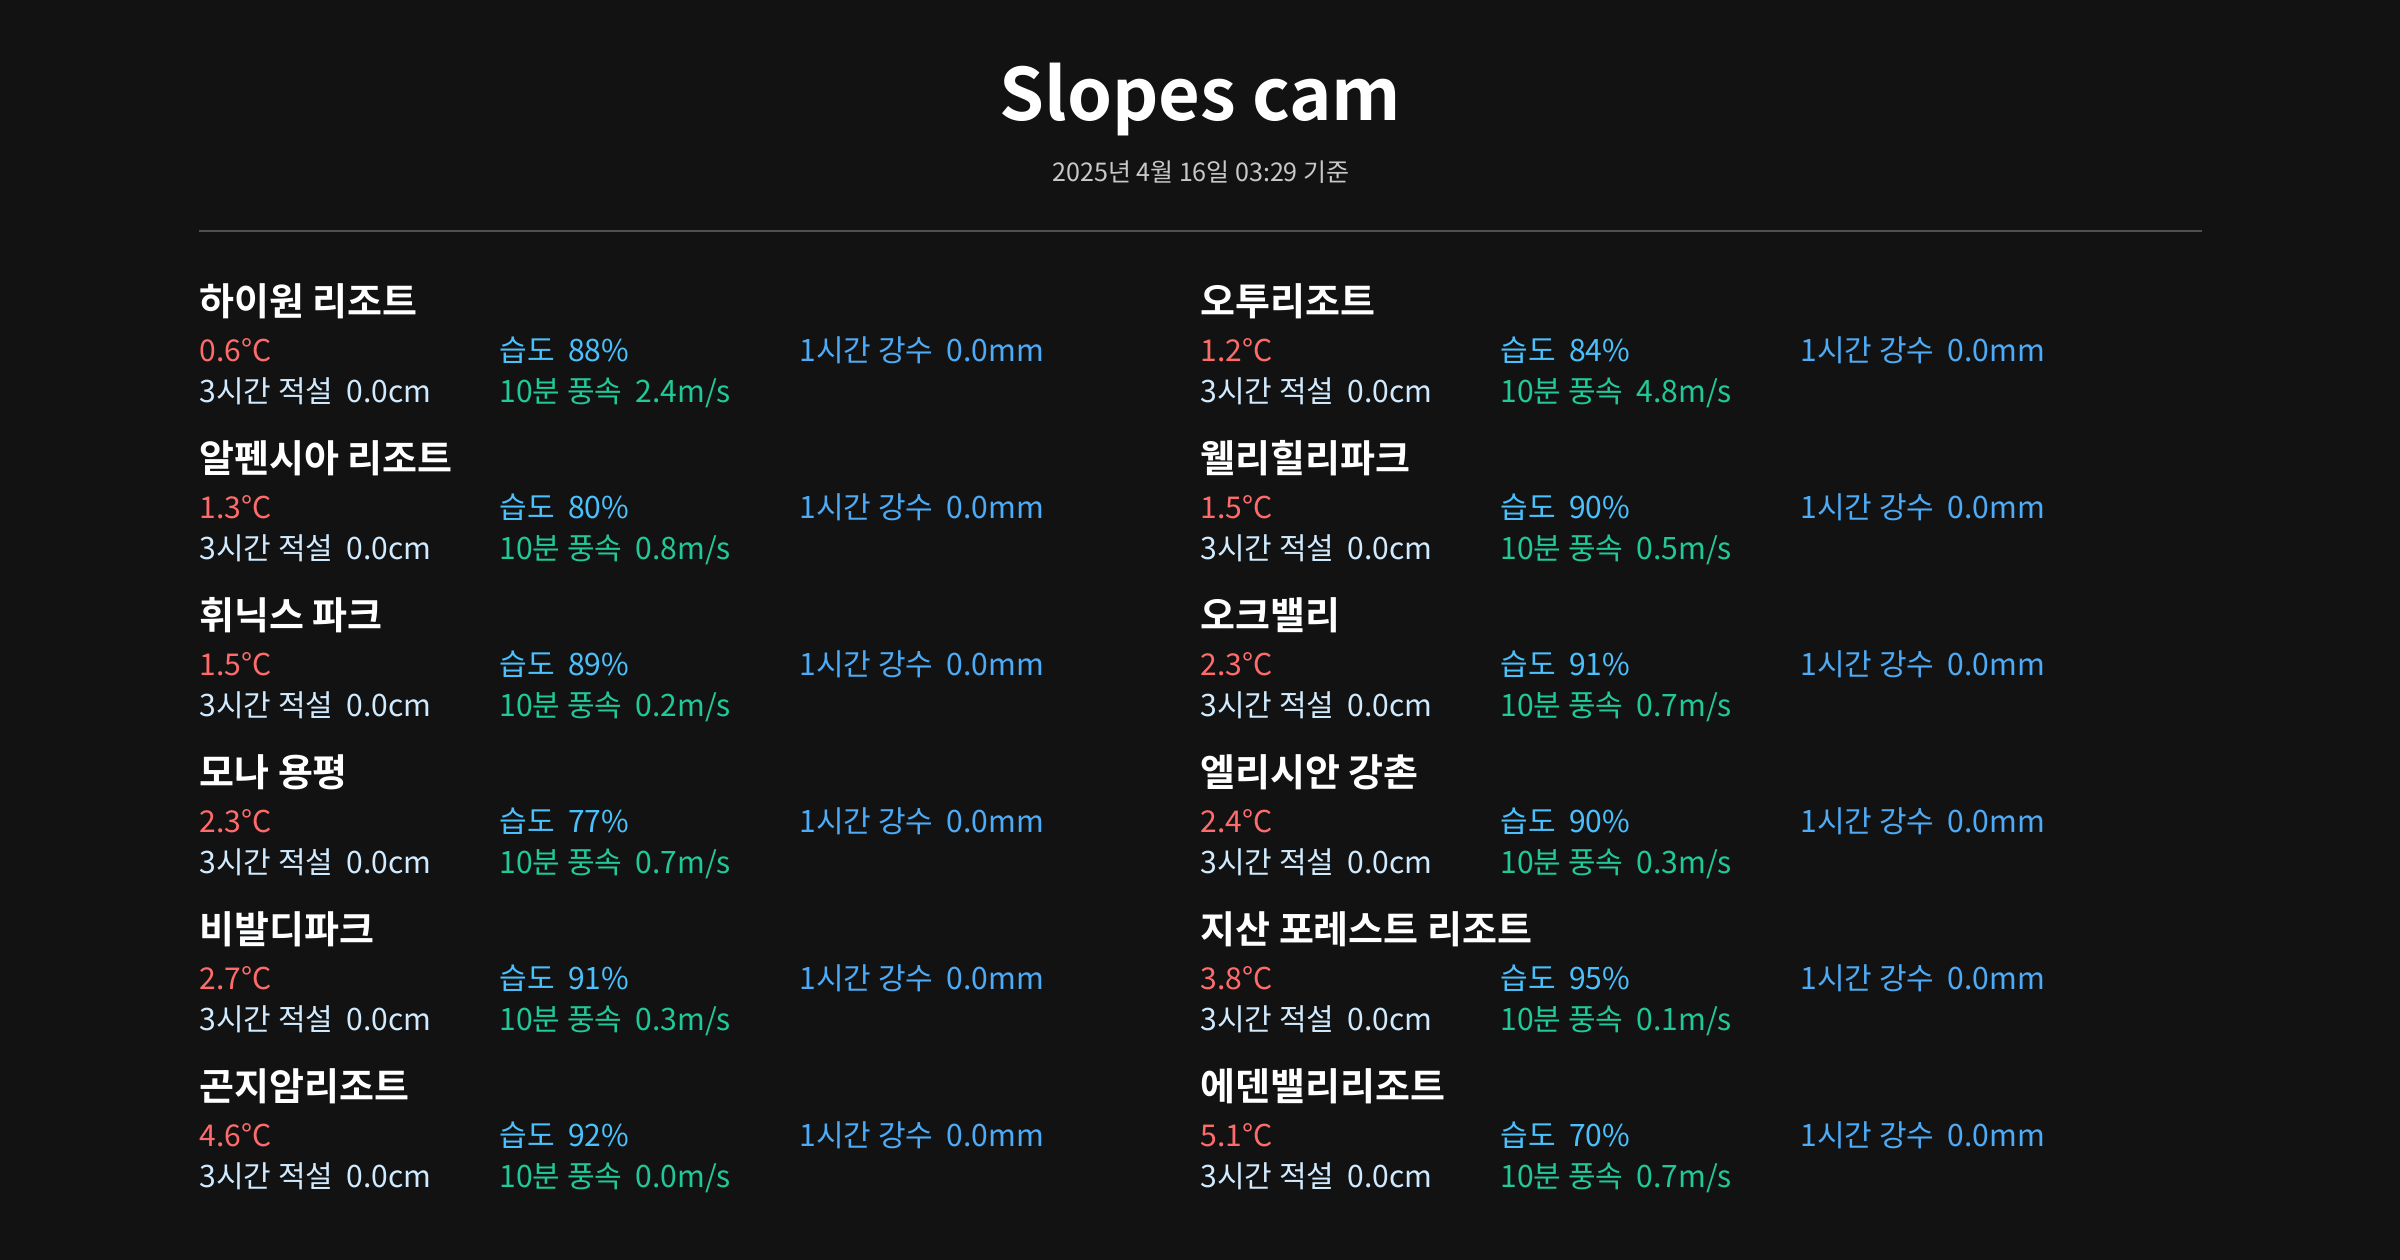 Slopes cam
2025년 4월 16일 03:29 기준
하이원 리조트
0.6°C 습도 88% 1시간 강수 0.0mm
3시간 적설 0.0cm 10분 풍속 2.4m/s
오투리조트
1.2°C 습도 84% 1시간 강수 0.0mm
3시간 적설 0.0cm 10분 풍속 4.8m/s
알펜시아 리조트
1.3°C 습도 80% 1시간 강수 0.0mm
3시간 적설 0.0cm 10분 풍속 0.8m/s
웰리힐리파크
1.5°C 습도 90% 1시간 강수 0.0mm
3시간 적설 0.0cm 10분 풍속 0.5m/s
휘닉스 파크
1.5°C 습도 89% 1시간 강수 0.0mm
3시간 적설 0.0cm 10분 풍속 0.2m/s
오크밸리
2.3°C 습도 91% 1시간 강수 0.0mm
3시간 적설 0.0cm 10분 풍속 0.7m/s
모나 용평
2.3°C 습도 77% 1시간 강수 0.0mm
3시간 적설 0.0cm 10분 풍속 0.7m/s
엘리시안 강촌
2.4°C 습도 90% 1시간 강수 0.0mm
3시간 적설 0.0cm 10분 풍속 0.3m/s
비발디파크
2.7°C 습도 91% 1시간 강수 0.0mm
3시간 적설 0.0cm 10분 풍속 0.3m/s
지산 포레스트 리조트
3.8°C 습도 95% 1시간 강수 0.0mm
3시간 적설 0.0cm 10분 풍속 0.1m/s
곤지암리조트
4.6°C 습도 92% 1시간 강수 0.0mm
3시간 적설 0.0cm 10분 풍속 0.0m/s
에덴밸리리조트
5.1°C 습도 70% 1시간 강수 0.0mm
3시간 적설 0.0cm 10분 풍속 0.7m/s